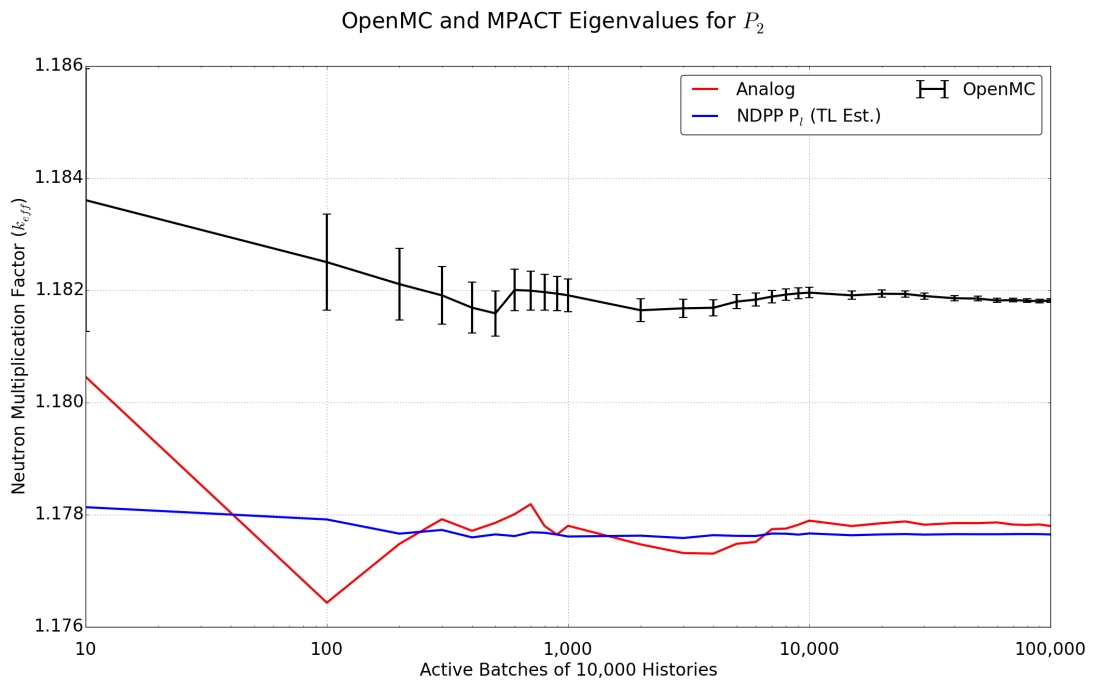 OpenMC and MPACT Eigenvalues for P₂
1.186
1.184
1.182
1.180
1.178
1.176
Neutron Multiplication Factor (k_eff)
Analog
NDPP Pₗ (TL Est.)
OpenMC
10
100
1,000
10,000
100,000
Active Batches of 10,000 Histories